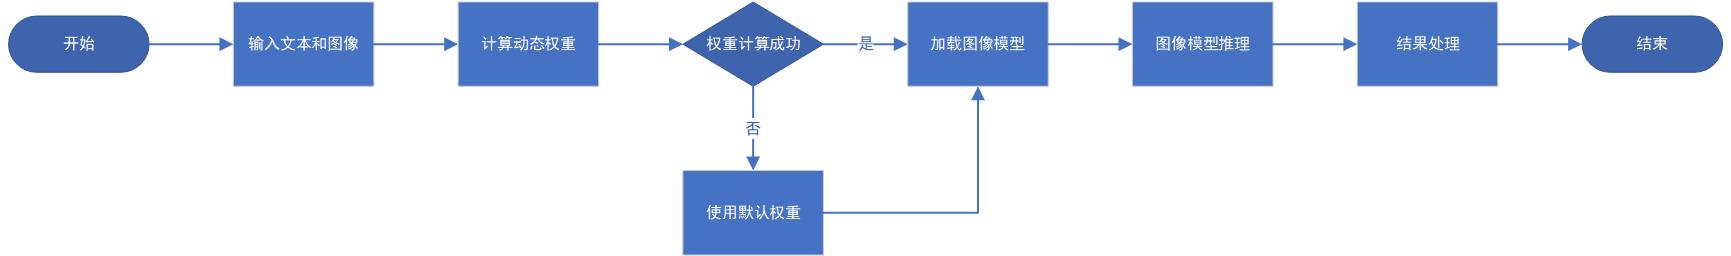 开始
输入文本和图像
计算动态权重
权重计算成功
是
加载图像模型
图像模型推理
结果处理
结束
否
使用默认权重